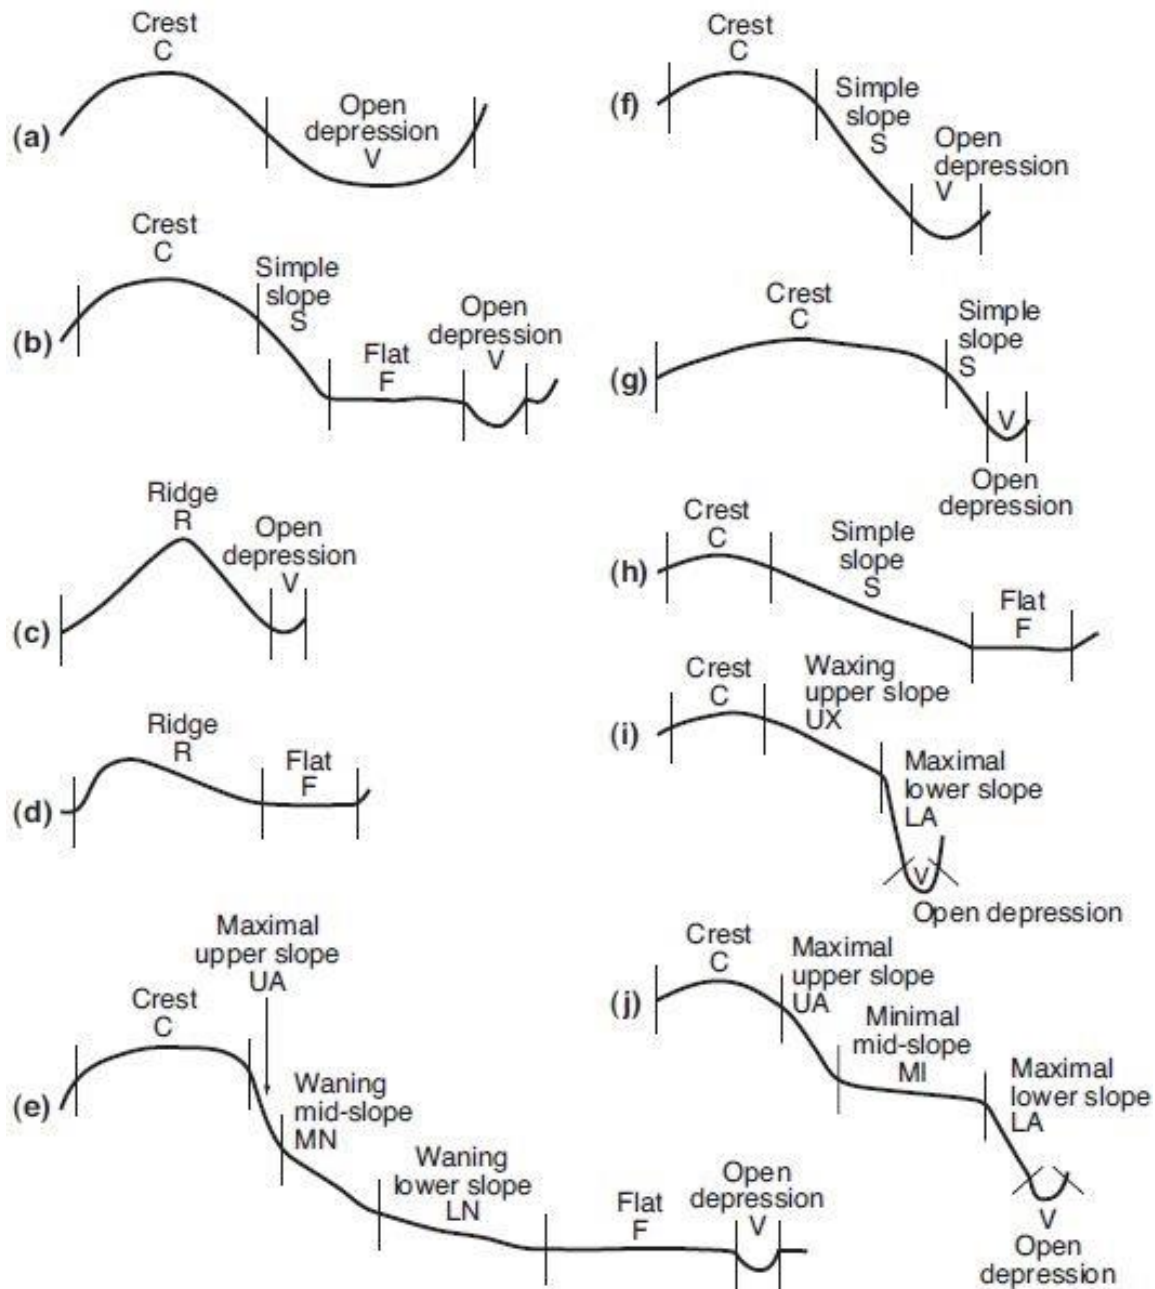 Crest
C
(a)
Open
depression
V
Crest
C
Simple
slope
S
(b)
Flat
F
Open
depression
V
Ridge
R
Open
depression
V
(c)
Ridge
R
Flat
F
(d)
Maximal
upper slope
UA
Crest
C
(e)
Waning
mid-slope
MN
Waning
lower slope
LN
Flat
F
Open
depression
V
Crest
C
(f)
Simple
slope
S
Open
depression
V
Crest
C
(g)
Simple
slope
S
V
Open
depression
Crest
C
(h)
Simple
slope
S
Flat
F
Crest
C
(i)
Waxing
upper slope
UX
Maximal
lower slope
LA
V
Open depression
Crest
C
(j)
Maximal
upper slope
UA
Minimal
mid-slope
MI
Maximal
lower slope
LA
V
Open
depression